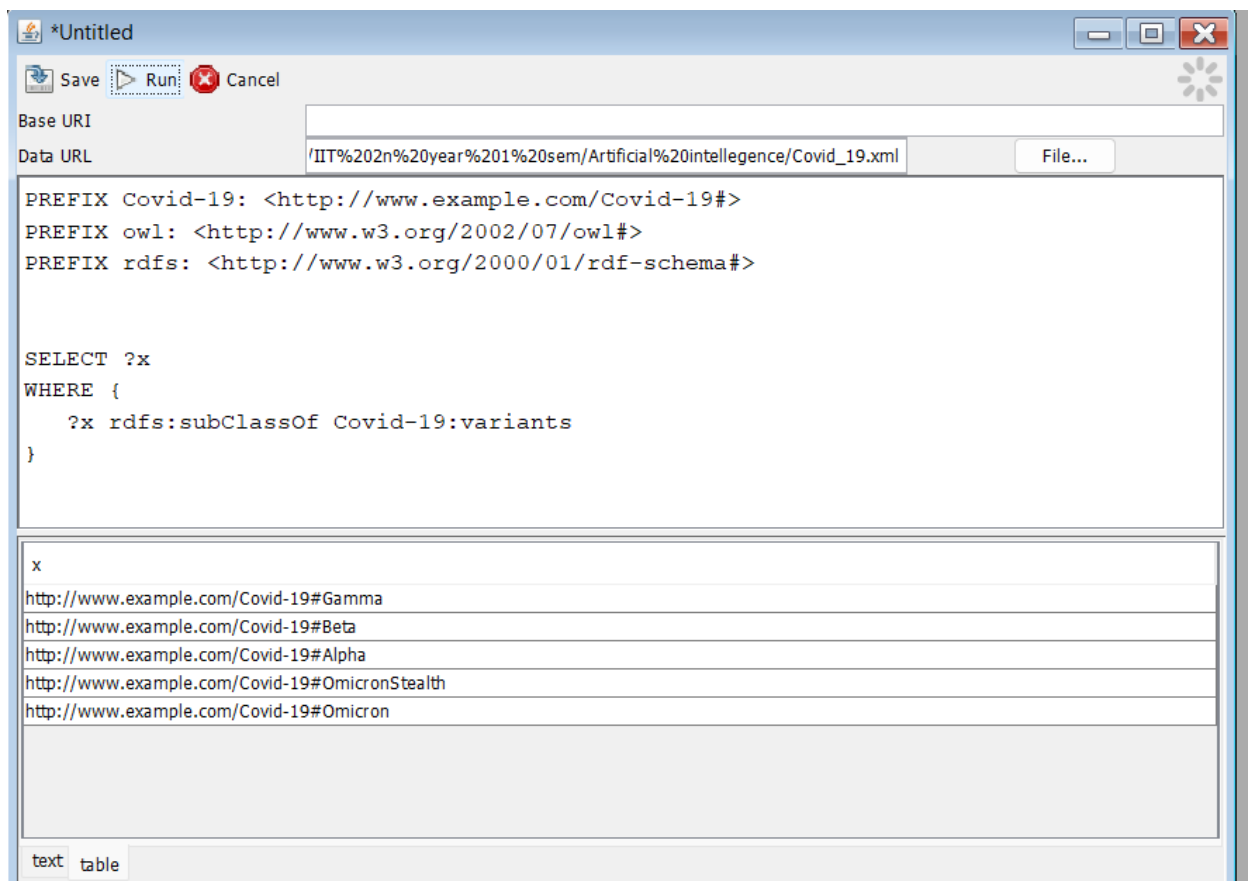 *Untitled
Save Run Cancel
Base URI
Data URL /IIT%202n%20year%201%20sem/Artificial%20intellegence/Covid_19.xml File...
PREFIX Covid-19: <http://www.example.com/Covid-19#>
PREFIX owl: <http://www.w3.org/2002/07/owl#>
PREFIX rdfs: <http://www.w3.org/2000/01/rdf-schema#>
SELECT ?x
WHERE {
?x rdfs:subClassOf Covid-19:variants
}
x
http://www.example.com/Covid-19#Gamma
http://www.example.com/Covid-19#Beta
http://www.example.com/Covid-19#Alpha
http://www.example.com/Covid-19#OmicronStealth
http://www.example.com/Covid-19#Omicron
text table